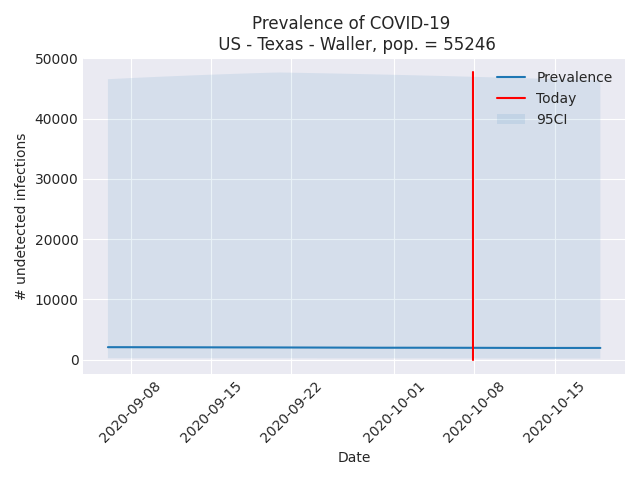 Prevalence of COVID-19
US - Texas - Waller, pop. = 55246
50000
40000
30000
20000
10000
0
# undetected infections
Prevalence
Today
95CI
2020-09-08
2020-09-15
2020-09-22
2020-10-01
2020-10-08
2020-10-15
Date